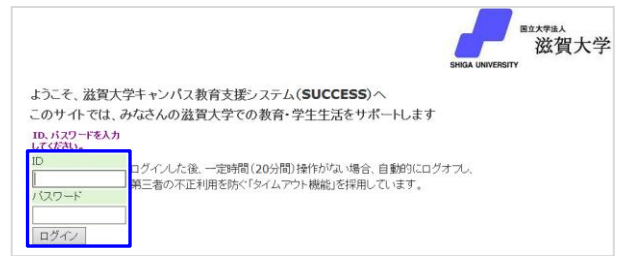 国立大学法人
滋賀大学
SHIGA UNIVERSITY
ようこそ、滋賀大学キャンパス教育支援システム(SUCCESS)へ
このサイトでは、みなさんの滋賀大学での教育・学生生活をサポートします
ID、パスワードを入力
してください。
ID
ログインした後、一定時間(20分間)操作がない場合、自動的にログオフし、
第三者の不正利用を防ぐ「タイムアウト機能」を採用しています。
パスワード
ログイン